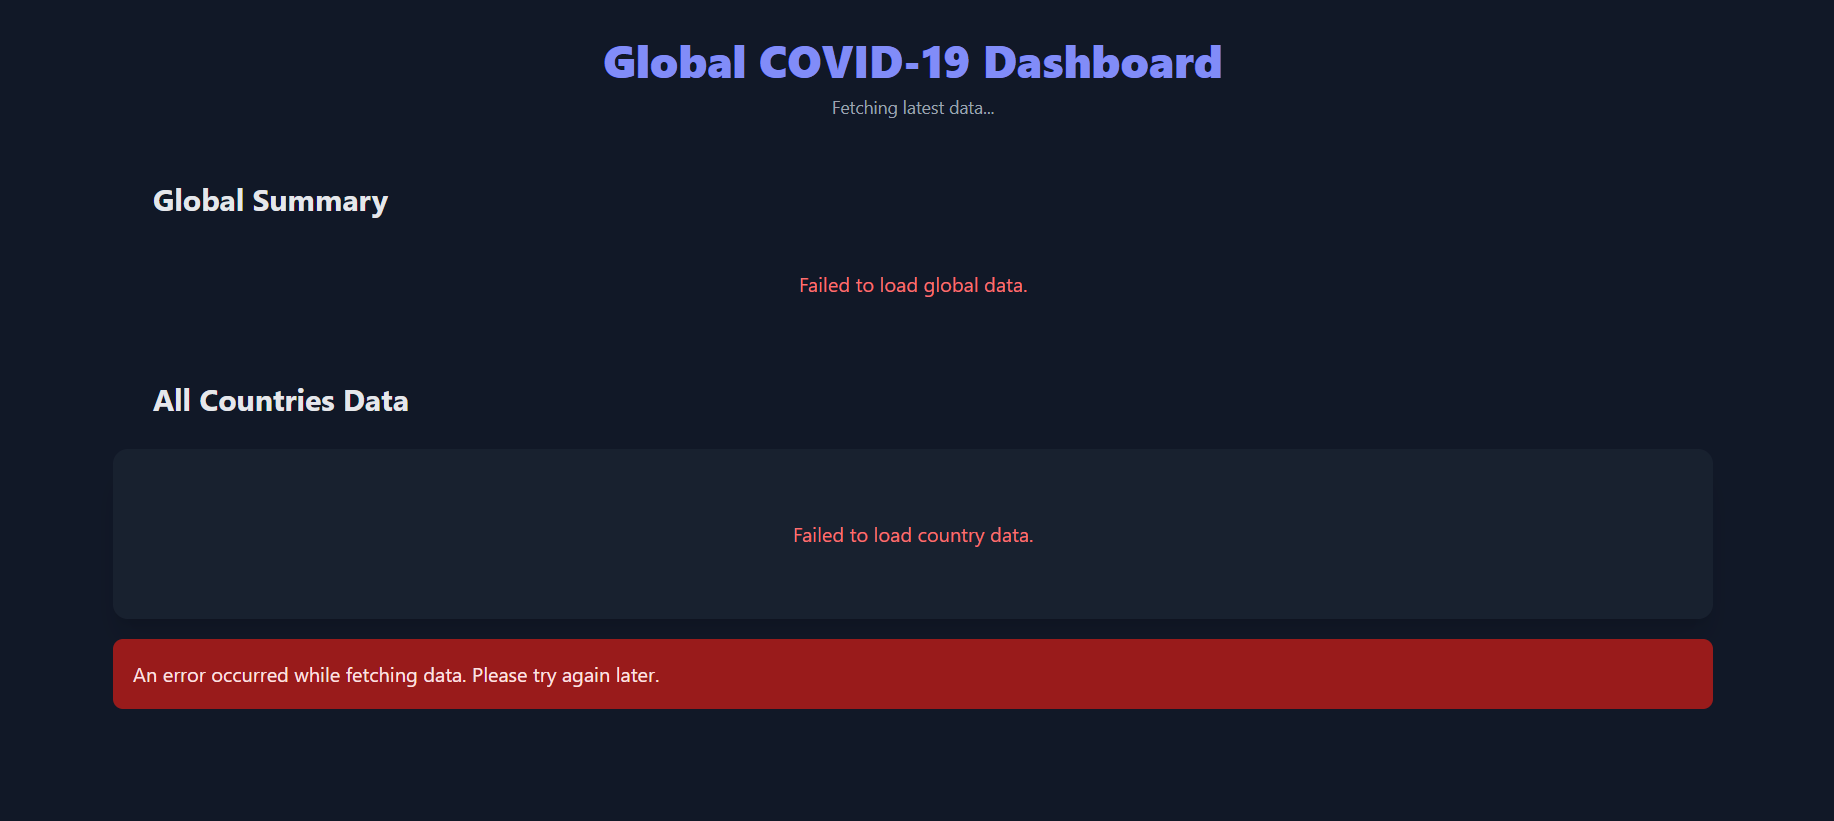 Global COVID-19 Dashboard
Fetching latest data...
Global Summary
Failed to load global data.
All Countries Data
Failed to load country data.
An error occurred while fetching data. Please try again later.